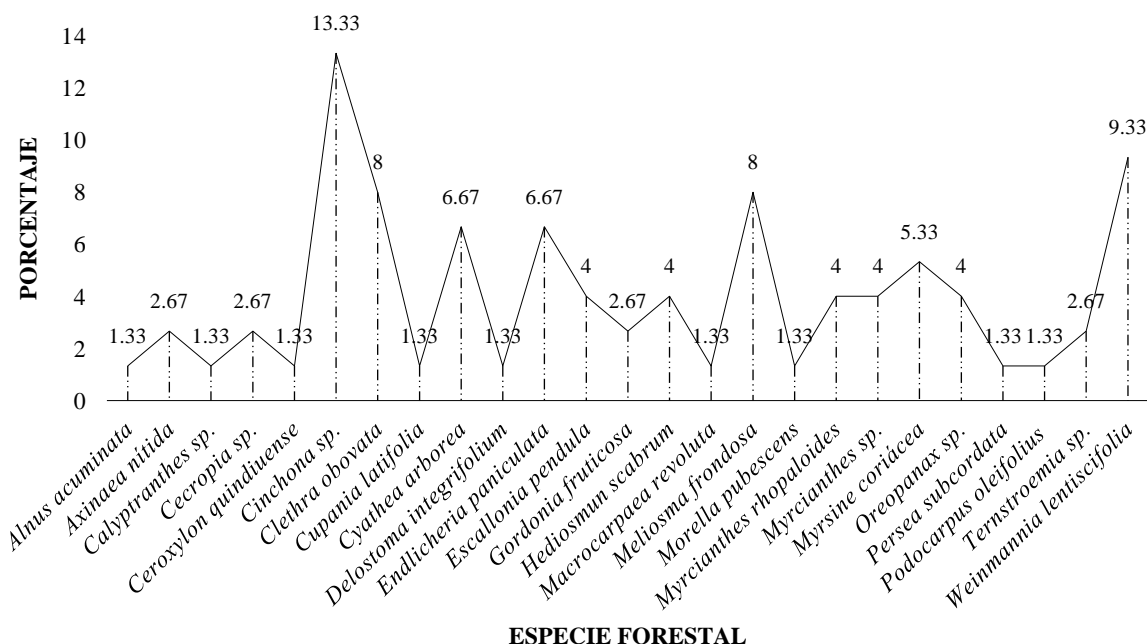 PORCENTAJE
14
12
10
8
6
4
2
0
1.33
2.67
1.33
2.67
1.33
13.33
8
1.33
6.67
1.33
6.67
4
2.67
4
1.33
8
1.33
4
4
5.33
4
1.33
1.33
2.67
9.33
Alnus acuminata
Axinaea nítida
Calyptranthes sp.
Cecropia sp.
Ceroxylon quindiuense
Cinchona sp.
Clethra obovata
Cupania latifolia
Cyathea arborea
Delostoma integrifolium
Endlicheria paniculata
Escallonia pendula
Gordonia fruticosa
Hediosmum scabrum
Macrocarpaea revoluta
Meliosma frondosa
Morella pubescens
Myrcianthes rhopaloides
Myrcianthes sp.
Myrsine coriácea
Oreopanax sp.
Persea subcordata
Podocarpus oleifolius
Ternstroemia sp.
Weinmannia lentiscifolia
ESPECIE FORESTAL